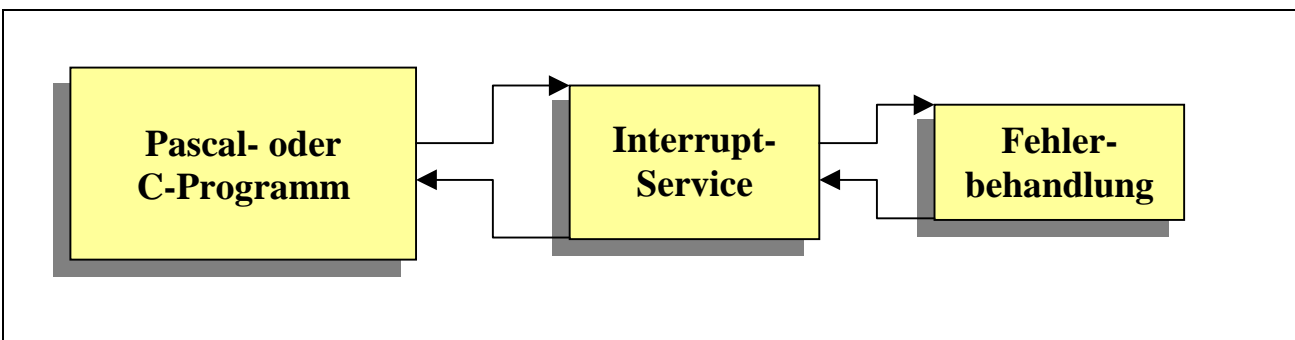 Pascal- oder
C-Programm
Interrupt-
Service
Fehler-
behandlung